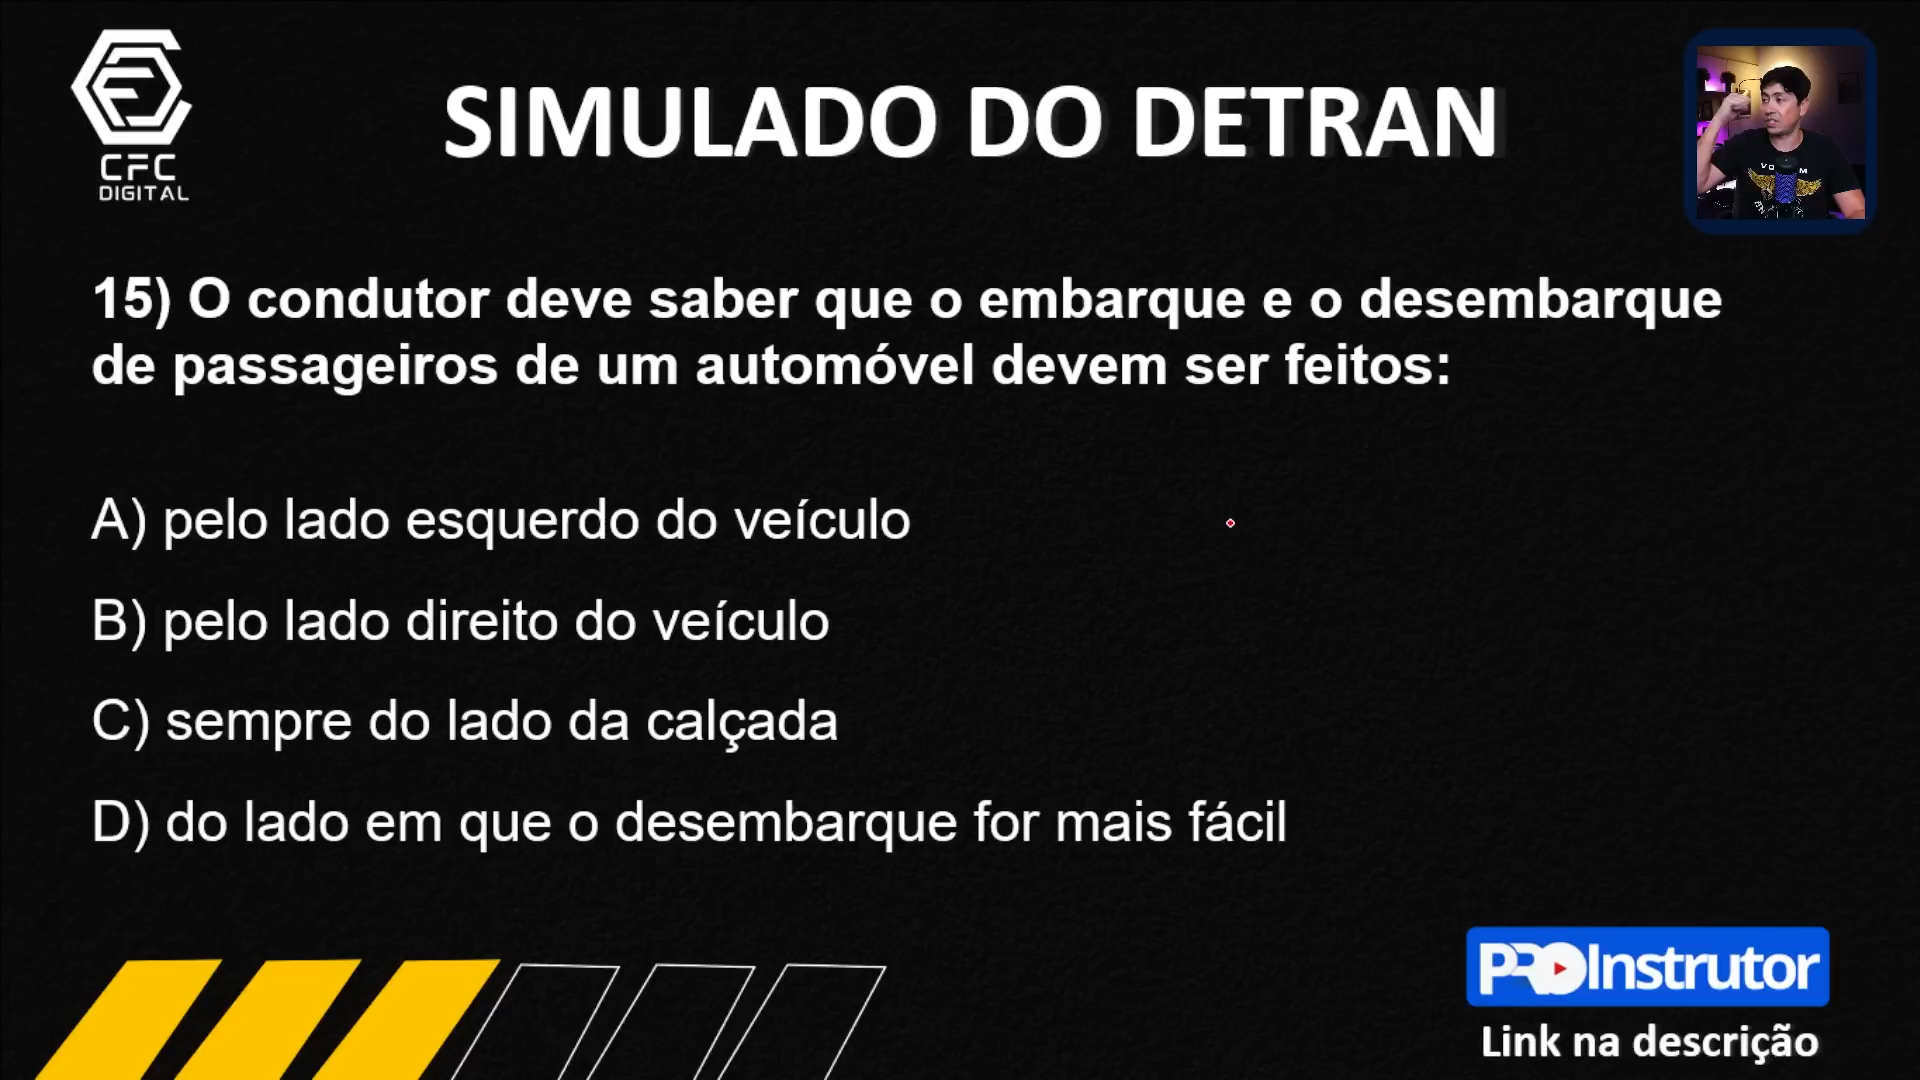 CFC
DIGITAL
SIMULADO DO DETRAN
15) O condutor deve saber que o embarque e o desembarque
de passageiros de um automóvel devem ser feitos:
A) pelo lado esquerdo do veículo
B) pelo lado direito do veículo
C) sempre do lado da calçada
D) do lado em que o desembarque for mais fácil
PROInstrutor
Link na descrição